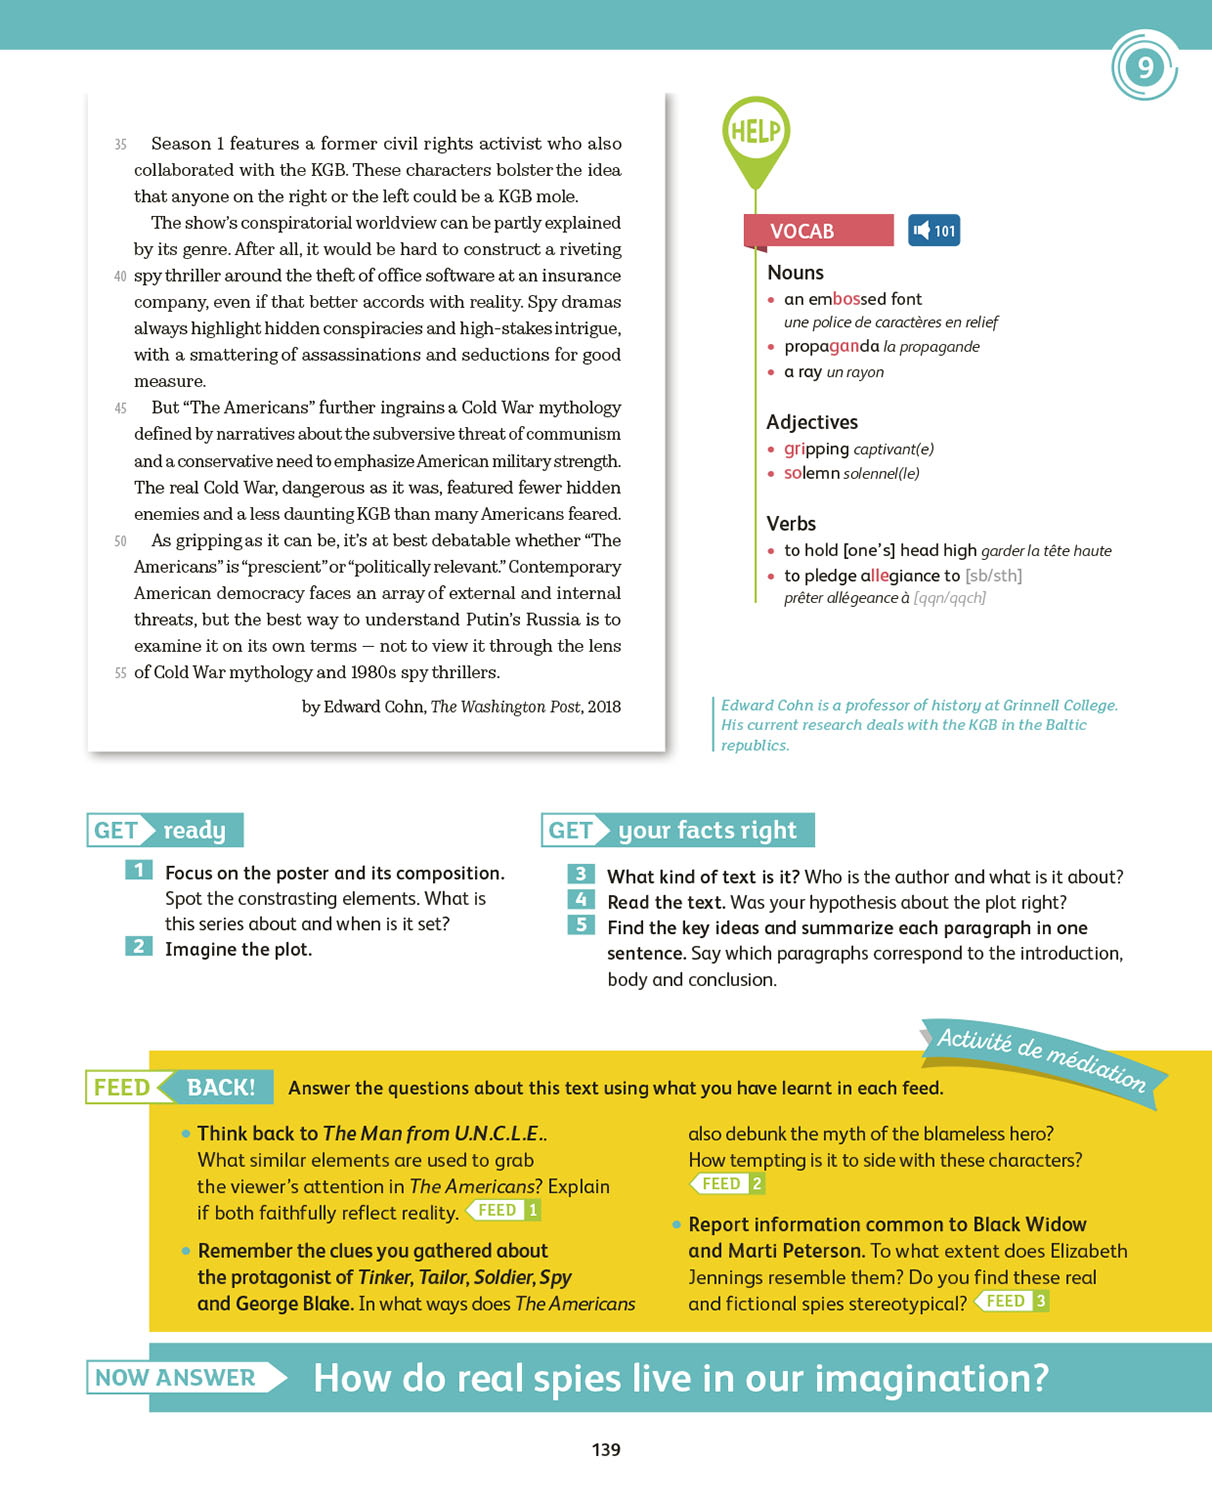 9
35 Season 1 features a former civil rights activist who also
collaborated with the KGB. These characters bolster the idea
that anyone on the right or the left could be a KGB mole.
The show's conspiratorial worldview can be partly explained
by its genre. After all, it would be hard to construct a riveting
40 spy thriller around the theft of office software at an insurance
company, even if that better accords with reality. Spy dramas
always highlight hidden conspiracies and high-stakes intrigue,
with a smattering of assassinations and seductions for good
measure.
45 But “The Americans” further ingrains a Cold War mythology
defined by narratives about the subversive threat of communism
and a conservative need to emphasize American military strength.
The real Cold War, dangerous as it was, featured fewer hidden
enemies and a less daunting KGB than many Americans feared.
50 As gripping as it can be, it's at best debatable whether “The
Americans” is “prescient” or “politically relevant.” Contemporary
American democracy faces an array of external and internal
threats, but the best way to understand Putin's Russia is to
examine it on its own terms — not to view it through the lens
55 of Cold War mythology and 1980s spy thrillers.
by Edward Cohn, The Washington Post, 2018
HELP
VOCAB 101
Nouns
• an embossed font
une police de caractères en relief
• propaganda la propagande
• a ray un rayon
Adjectives
• gripping captivant(e)
• solemn solennel(le)
Verbs
• to hold [one's] head high garder la tête haute
• to pledge allegiance to [sb/sth]
prêter allégeance à [qqn/qqch]
Edward Cohn is a professor of history at Grinnell College.
His current research deals with the KGB in the Baltic
republics.
GET ready
1 Focus on the poster and its composition.
Spot the constrasting elements. What is
this series about and when is it set?
2 Imagine the plot.
GET your facts right
3 What kind of text is it? Who is the author and what is it about?
4 Read the text. Was your hypothesis about the plot right?
5 Find the key ideas and summarize each paragraph in one
sentence. Say which paragraphs correspond to the introduction,
body and conclusion.
Activité de médiation
FEED BACK! Answer the questions about this text using what you have learnt in each feed.
• Think back to The Man from U.N.C.L.E..
What similar elements are used to grab
the viewer's attention in The Americans? Explain
if both faithfully reflect reality. FEED 1
• Remember the clues you gathered about
the protagonist of Tinker, Tailor, Soldier, Spy
and George Blake. In what ways does The Americans
also debunk the myth of the blameless hero?
How tempting is it to side with these characters?
FEED 2
• Report information common to Black Widow
and Marti Peterson. To what extent does Elizabeth
Jennings resemble them? Do you find these real
and fictional spies stereotypical? FEED 3
NOW ANSWER How do real spies live in our imagination?
139